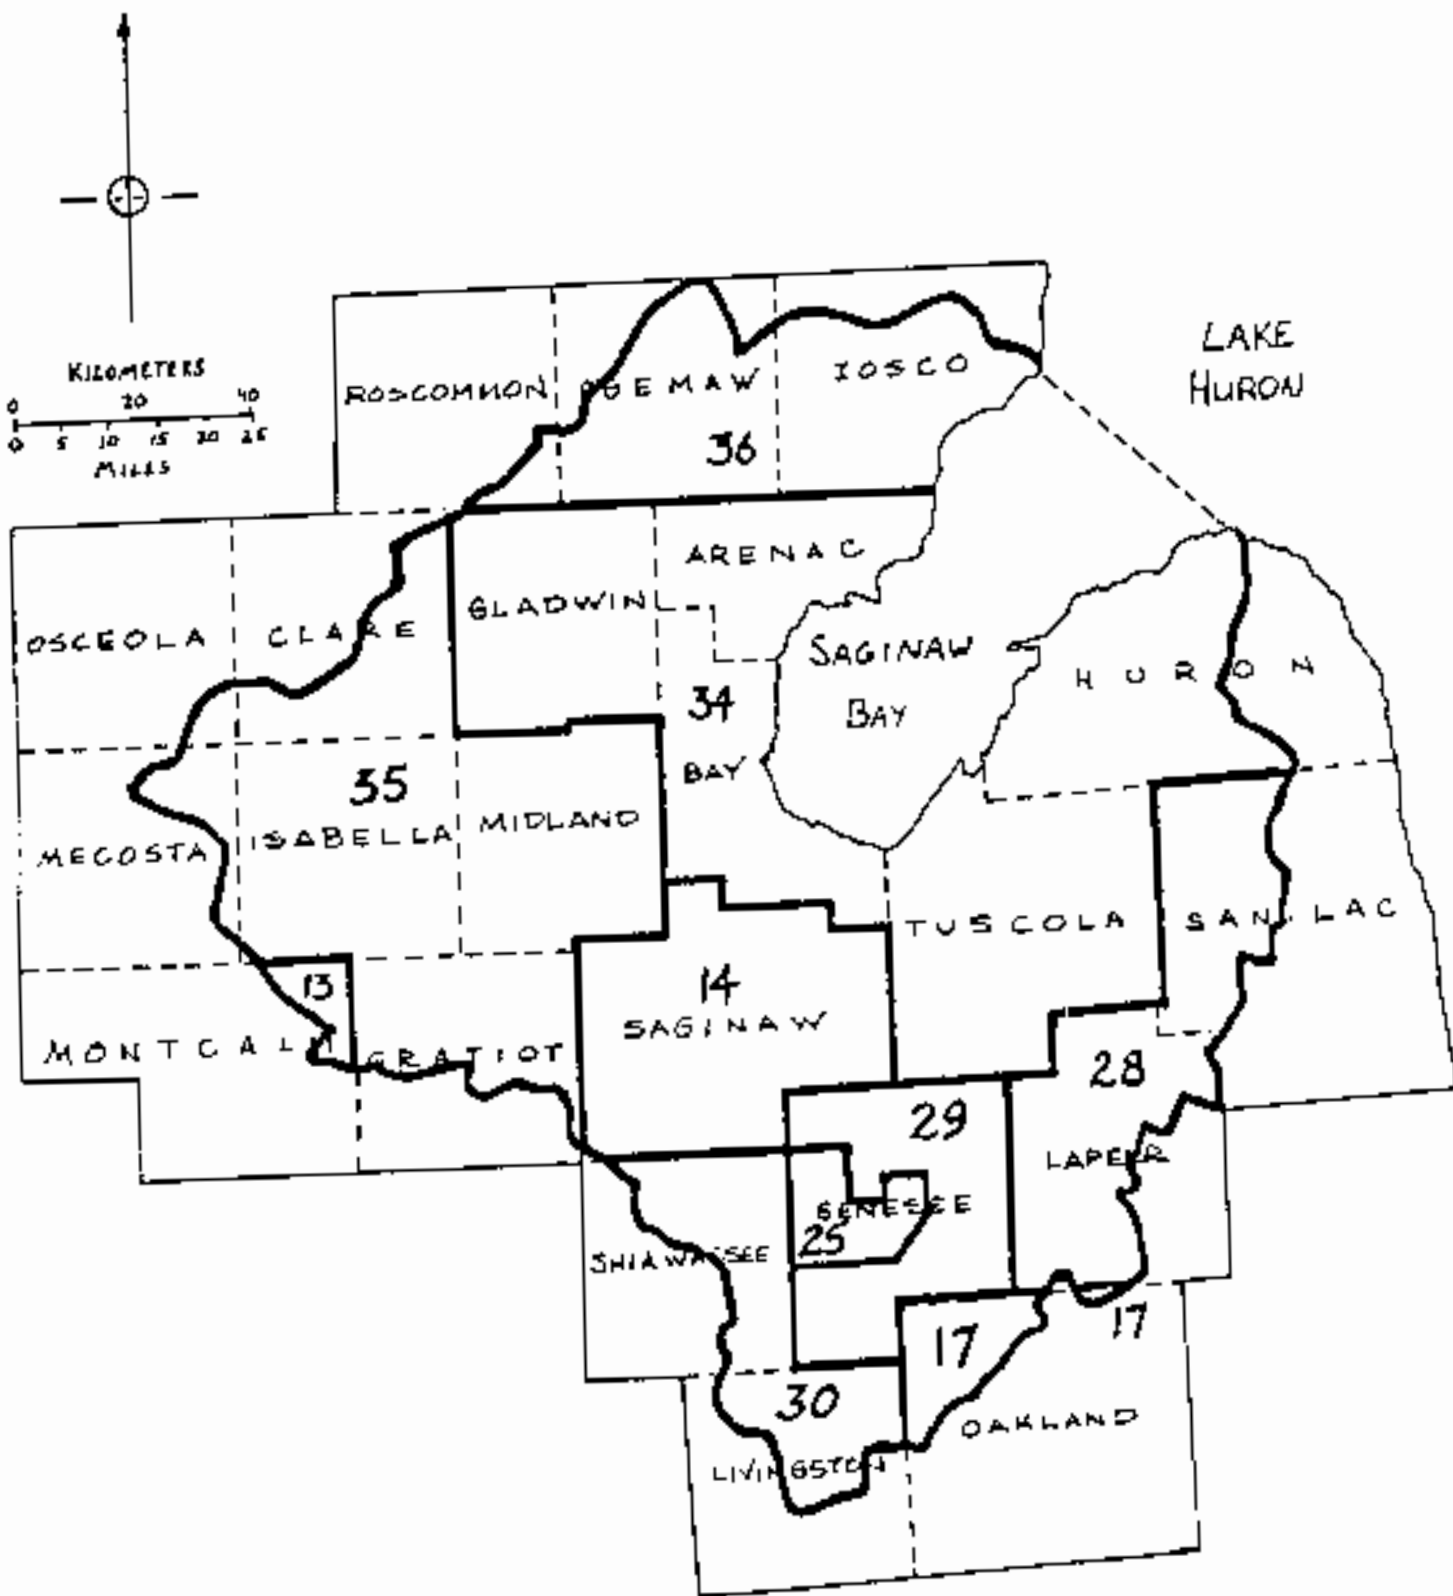 LAKE
HURON
KILOMETERS
0 20 40
0 5 10 15 20 25
MILES
ROSCOMMON
OGEMAW
IOSCO
36
ARENAC
GLADWIN
OSCEOLA
CLARE
SAGINAW
BAY
HURON
34
BAY
35
ISABELLA
MIDLAND
MECOSTA
TUSCOLA
SANILAC
13
14
SAGINAW
MONTCALM
GRATIOT
28
29
LAPEER
GENESEE
25
SHIAWASSEE
17
17
30
OAKLAND
LIVINGSTON